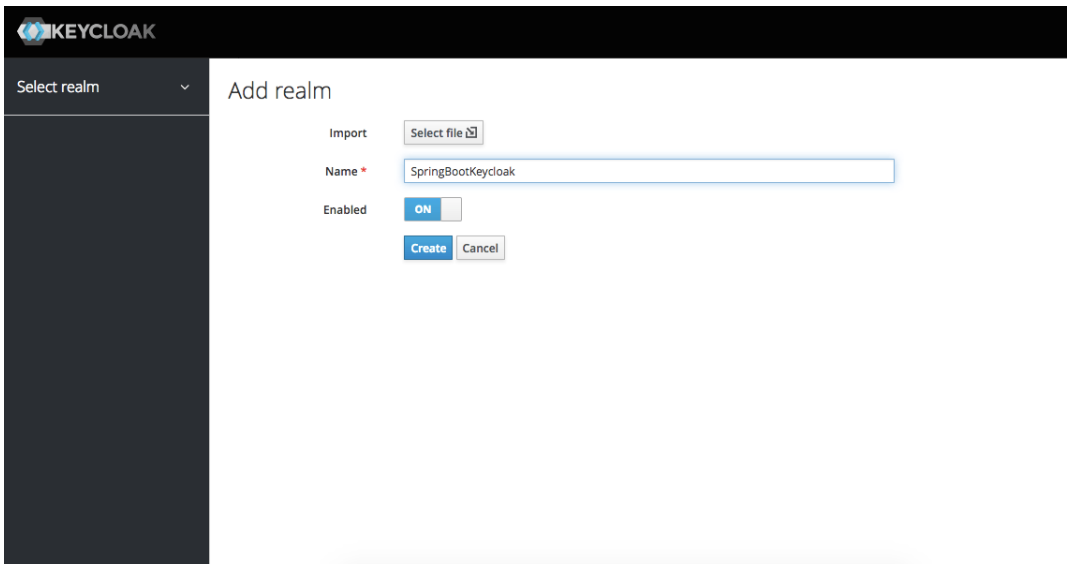 KEYCLOAK
Select realm
Add realm
Import Select file
Name * SpringBootKeycloak
Enabled ON
Create Cancel